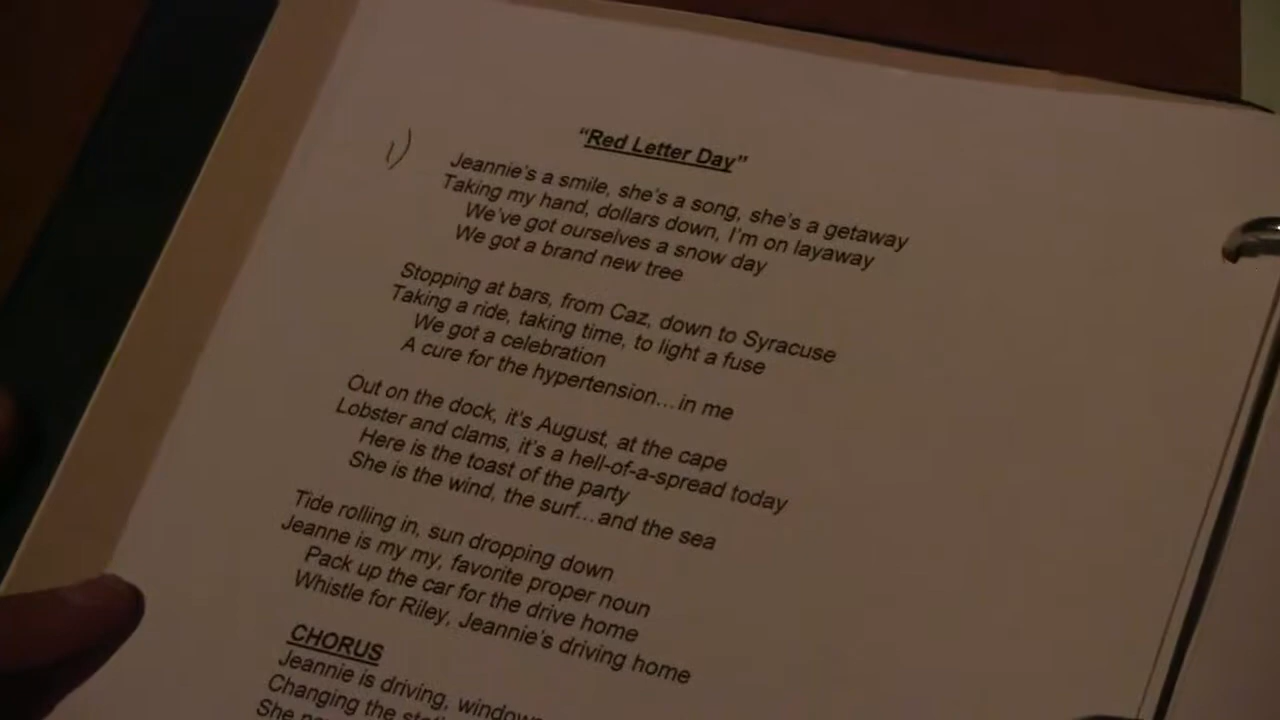 1)
"Red Letter Day"
Jeannie's a smile, she's a song, she's a getaway
Taking my hand, dollars down, I'm on layaway
We've got ourselves a snow day
We got a brand new tree
Stopping at bars, from Caz, down to Syracuse
Taking a ride, taking time, to light a fuse
We got a celebration
A cure for the hypertension...in me
Out on the dock, it's August, at the cape
Lobster and clams, it's a hell-of-a-spread today
Here is the toast of the party
She is the wind, the surf...and the sea
Tide rolling in, sun dropping down
Jeanne is my my, favorite proper noun
Pack up the car for the drive home
Whistle for Riley, Jeannie's driving home
CHORUS
Jeannie is driving,
Changing the
She